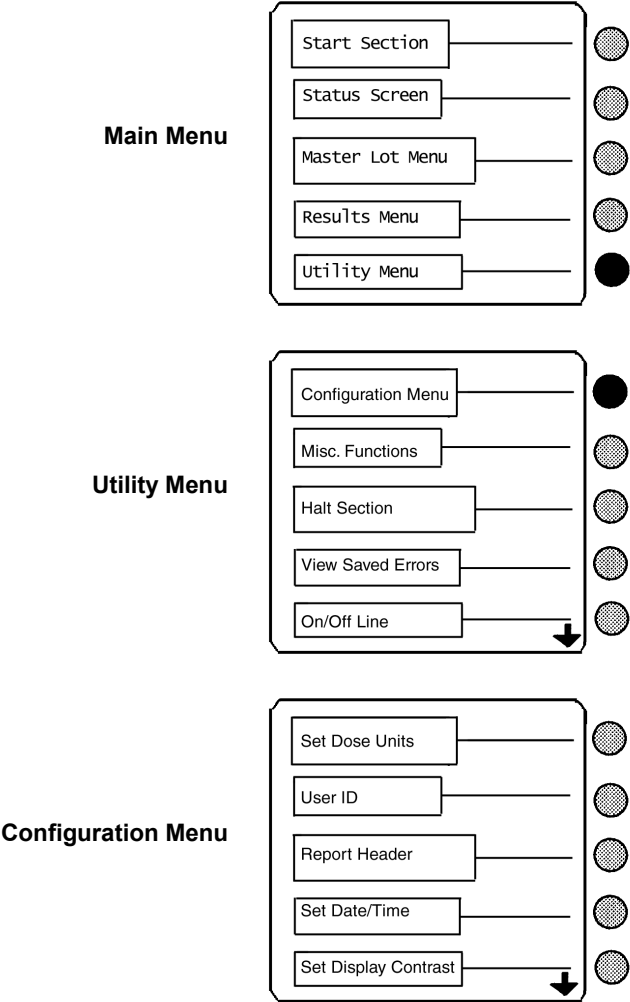 Main Menu
Start Section
Status Screen
Master Lot Menu
Results Menu
Utility Menu
Utility Menu
Configuration Menu
Misc. Functions
Halt Section
View Saved Errors
On/Off Line
Configuration Menu
Set Dose Units
User ID
Report Header
Set Date/Time
Set Display Contrast